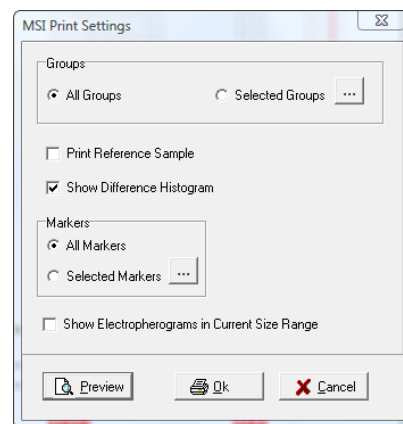 MSI Print Settings
Groups
All Groups Selected Groups ...
Print Reference Sample
Show Difference Histogram
Markers
All Markers
Selected Markers ...
Show Electropherograms in Current Size Range
Preview Ok Cancel